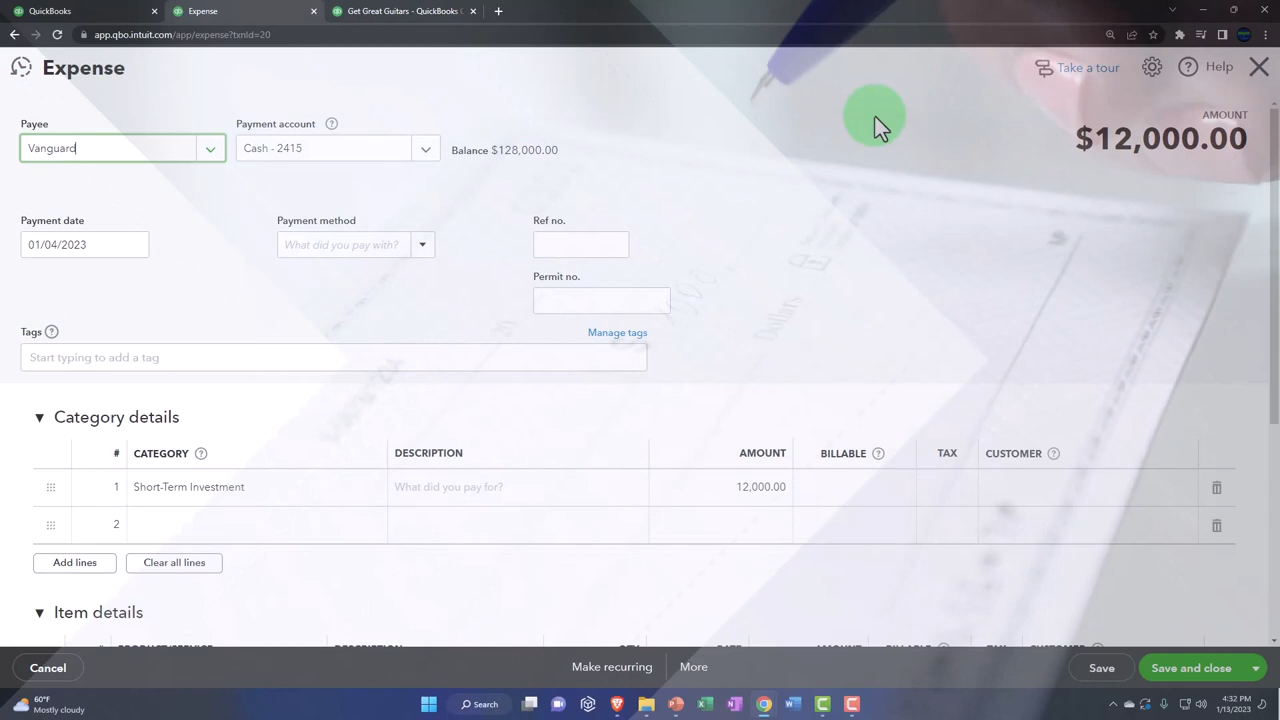 QuickBooks
Expense
Get Great Guitars - QuickBooks
app.qbo.intuit.com/app/expense?txnId=20
Expense
Take a tour
Help
Payee
Payment account
AMOUNT
Vanguard
Cash - 2415
Balance $128,000.00
$12,000.00
Payment date
Payment method
Ref no.
01/04/2023
What did you pay with?
Permit no.
Tags
Manage tags
Start typing to add a tag
Category details
# CATEGORY DESCRIPTION AMOUNT BILLABLE TAX CUSTOMER
1 Short-Term Investment What did you pay for? 12,000.00
2
Add lines
Clear all lines
Item details
Cancel
Make recurring
More
Save
Save and close
60°F
Mostly cloudy
Search
4:32 PM
1/13/2023